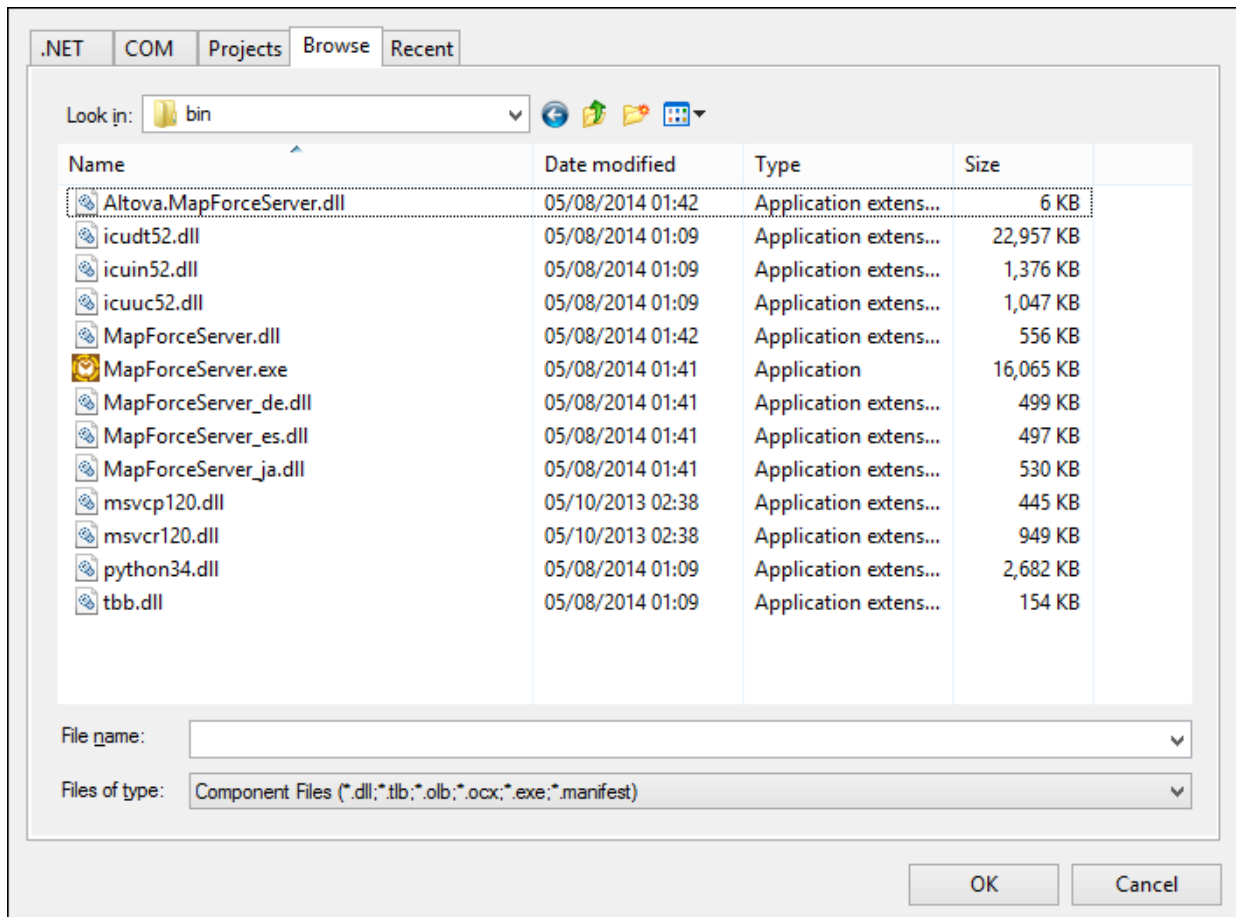 .NET COM Projects Browse Recent
Look in: bin
Name Date modified Type Size
Altova.MapForceServer.dll 05/08/2014 01:42 Application extens... 6 KB
icudt52.dll 05/08/2014 01:09 Application extens... 22,957 KB
icuin52.dll 05/08/2014 01:09 Application extens... 1,376 KB
icuuc52.dll 05/08/2014 01:09 Application extens... 1,047 KB
MapForceServer.dll 05/08/2014 01:42 Application extens... 556 KB
MapForceServer.exe 05/08/2014 01:41 Application 16,065 KB
MapForceServer_de.dll 05/08/2014 01:41 Application extens... 499 KB
MapForceServer_es.dll 05/08/2014 01:41 Application extens... 497 KB
MapForceServer_ja.dll 05/08/2014 01:41 Application extens... 530 KB
msvcp120.dll 05/10/2013 02:38 Application extens... 445 KB
msvcr120.dll 05/10/2013 02:38 Application extens... 949 KB
python34.dll 05/08/2014 01:09 Application extens... 2,682 KB
tbb.dll 05/08/2014 01:09 Application extens... 154 KB
File name:
Files of type: Component Files (*.dll;*.tlb;*.olb;*.ocx;*.exe;*.manifest)
OK Cancel